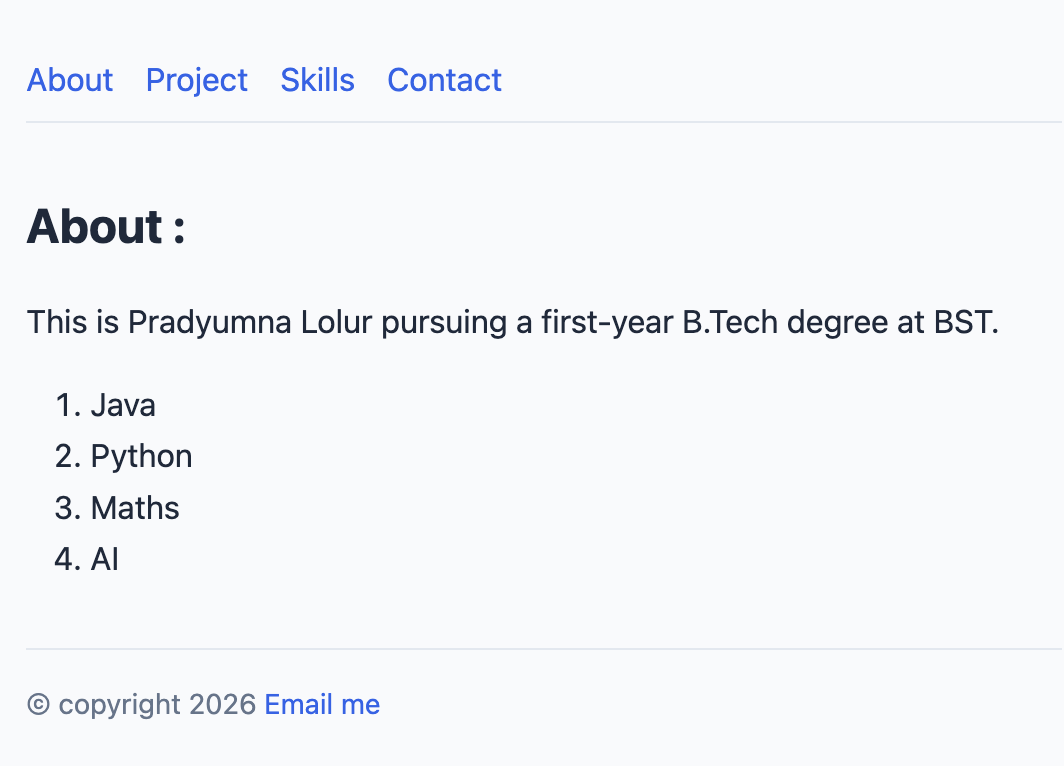 About Project Skills Contact
About :
This is Pradyumna Lolur pursuing a first-year B.Tech degree at BST.
1. Java
2. Python
3. Maths
4. AI
© copyright 2026 Email me